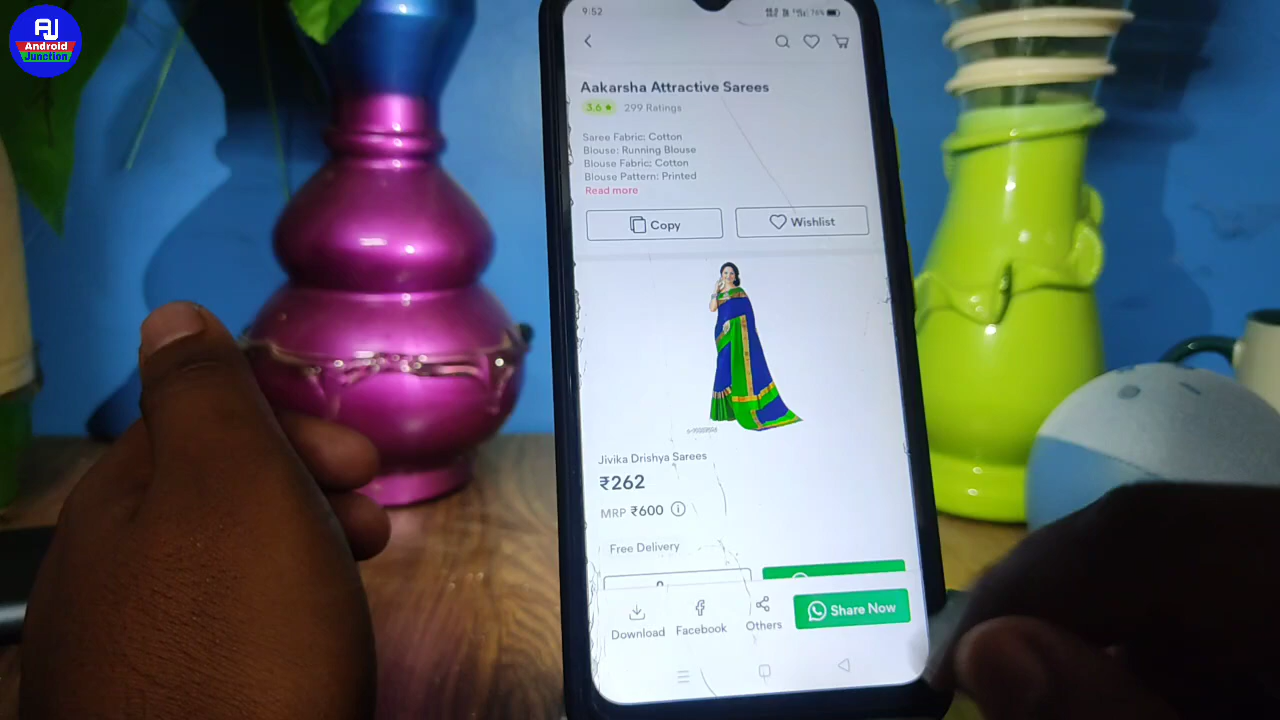 AJ
Android
Junction
9:52
76%
Aakarsha Attractive Sarees
3.6 ★ 299 Ratings
Saree Fabric: Cotton
Blouse: Running Blouse
Blouse Fabric: Cotton
Blouse Pattern: Printed
Read more
Copy
Wishlist
Jivika Drishya Sarees
₹262
MRP ₹600
Free Delivery
Download
Facebook
Others
Share Now